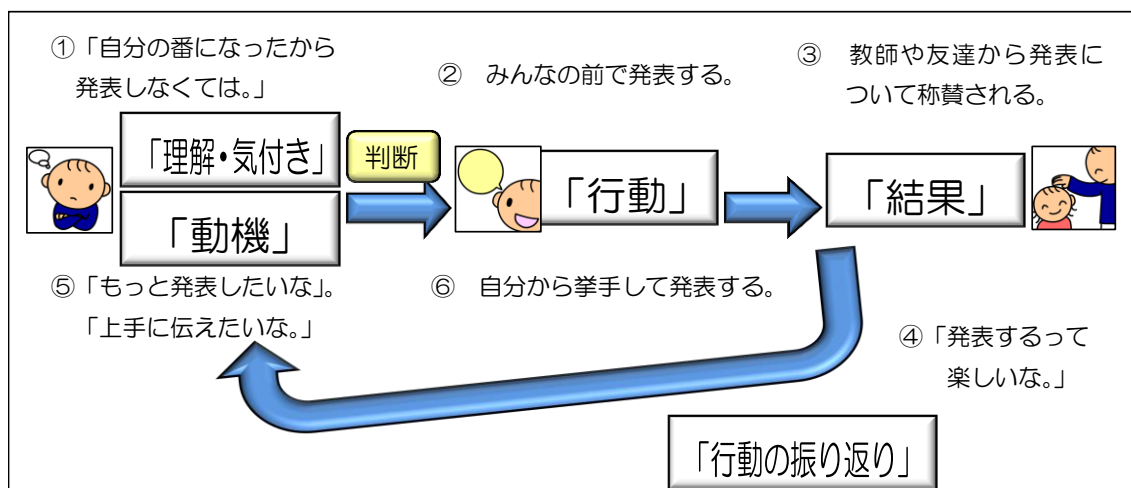 ①「自分の番になったから
発表しなくては。」
② みんなの前で発表する。
③ 教師や友達から発表に
ついて称賛される。
「理解・気付き」
判断
「動機」
「行動」
「結果」
⑤「もっと発表したいな」。
「上手に伝えたいな。」
⑥ 自分から挙手して発表する。
④「発表するって
楽しいな。」
「行動の振り返り」